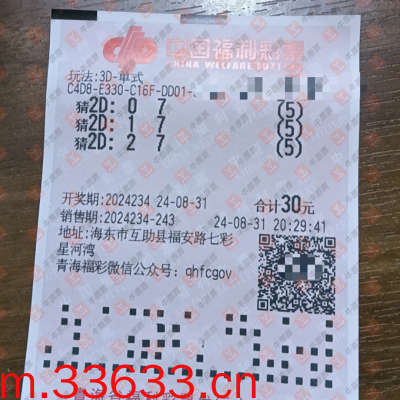 中国福利彩票
CHINA WELFARE LOTT
玩法:3D-单式
C4D8-E330-C16F-DD01-
猜2D: 0 7 (5)
猜2D: 1 7 (5)
猜2D: 2 7 (5)
开奖期:2024234 24-08-31 合计30元
销售期:2024234-243 24-08-31 20:29:41
地址:海东市互助县福安路七彩
星河湾
青海福彩微信公众号: qhfcgov
m.33633.cn